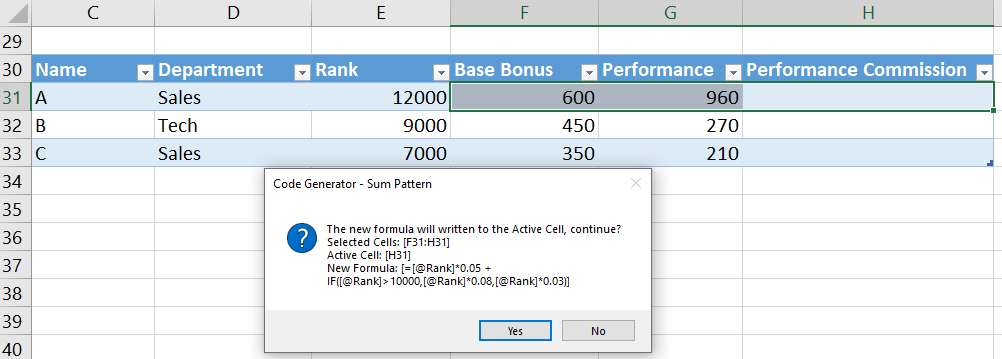 C D E F G H
29
30 Name Department Rank Base Bonus Performance Performance Commission
31 A Sales 12000 600 960
32 B Tech 9000 450 270
33 C Sales 7000 350 210
34
35
36
37
38
39
40
Code Generator - Sum Pattern
The new formula will written to the Active Cell, continue?
Selected Cells: [F31:H31]
Active Cell: [H31]
New Formula: [=[@Rank]*0.05 +
IF([@Rank]>10000,[@Rank]*0.08,[@Rank]*0.03)]
Yes No